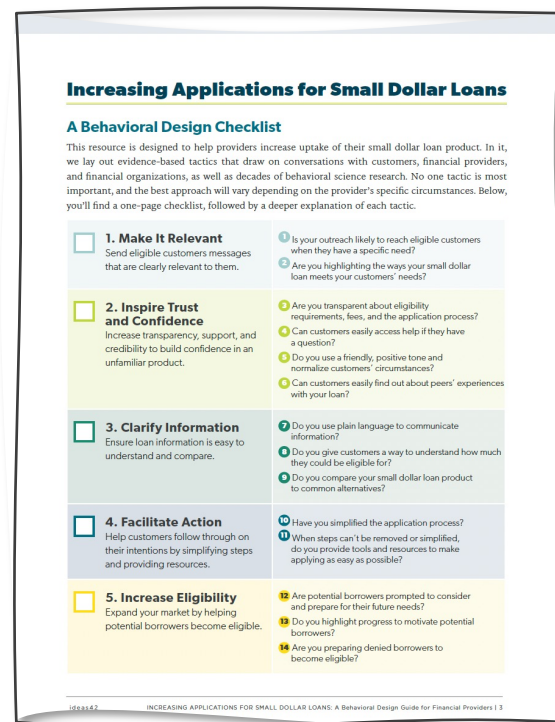 Increasing Applications for Small Dollar Loans
A Behavioral Design Checklist
This resource is designed to help providers increase uptake of their small dollar loan product. In it,
we lay out evidence-based tactics that draw on conversations with customers, financial providers,
and financial organizations, as well as decades of behavioral science research. No one tactic is most
important, and the best approach will vary depending on the provider's specific circumstances. Below,
you'll find a one-page checklist, followed by a deeper explanation of each tactic.
1. Make It Relevant
Send eligible customers messages
that are clearly relevant to them.
1 Is your outreach likely to reach eligible customers
when they have a specific need?
2 Are you highlighting the ways your small dollar
loan meets your customers' needs?
2. Inspire Trust
and Confidence
Increase transparency, support, and
credibility to build confidence in an
unfamiliar product.
3 Are you transparent about eligibility
requirements, fees, and the application process?
4 Can customers easily access help if they have
a question?
5 Do you use a friendly, positive tone and
normalize customers' circumstances?
6 Can customers easily find out about peers' experiences
with your loan?
3. Clarify Information
Ensure loan information is easy to
understand and compare.
7 Do you use plain language to communicate
information?
8 Do you give customers a way to understand how much
they could be eligible for?
9 Do you compare your small dollar loan product
to common alternatives?
4. Facilitate Action
Help customers follow through on
their intentions by simplifying steps
and providing resources.
10 Have you simplified the application process?
11 When steps can't be removed or simplified,
do you provide tools and resources to make
applying as easy as possible?
5. Increase Eligibility
Expand your market by helping
potential borrowers become eligible.
12 Are potential borrowers prompted to consider
and prepare for their future needs?
13 Do you highlight progress to motivate potential
borrowers?
14 Are you preparing denied borrowers to
become eligible?
ideas42 INCREASING APPLICATIONS FOR SMALL DOLLAR LOANS: A Behavioral Design Guide for Financial Providers | 3